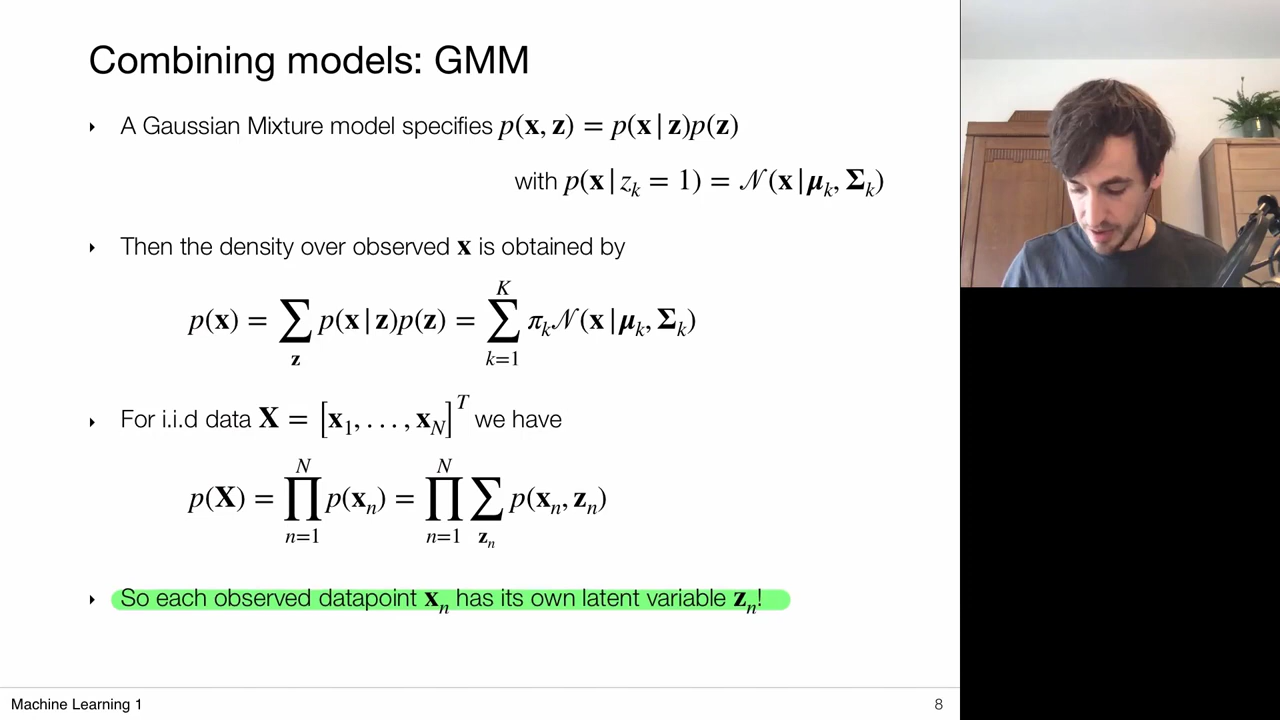 Combining models: GMM
‣ A Gaussian Mixture model specifies p(x, z) = p(x | z)p(z)
with p(x | z_k = 1) = 𝒩(x | μ_k, Σ_k)
‣ Then the density over observed x is obtained by
p(x) = ∑_z p(x | z)p(z) = ∑_{k=1}^{K} π_k 𝒩(x | μ_k, Σ_k)
‣ For i.i.d data X = [x_1, . . . , x_N]^T we have
p(X) = ∏_{n=1}^{N} p(x_n) = ∏_{n=1}^{N} ∑_{z_n} p(x_n, z_n)
‣ So each observed datapoint x_n has its own latent variable z_n!
Machine Learning 1
8